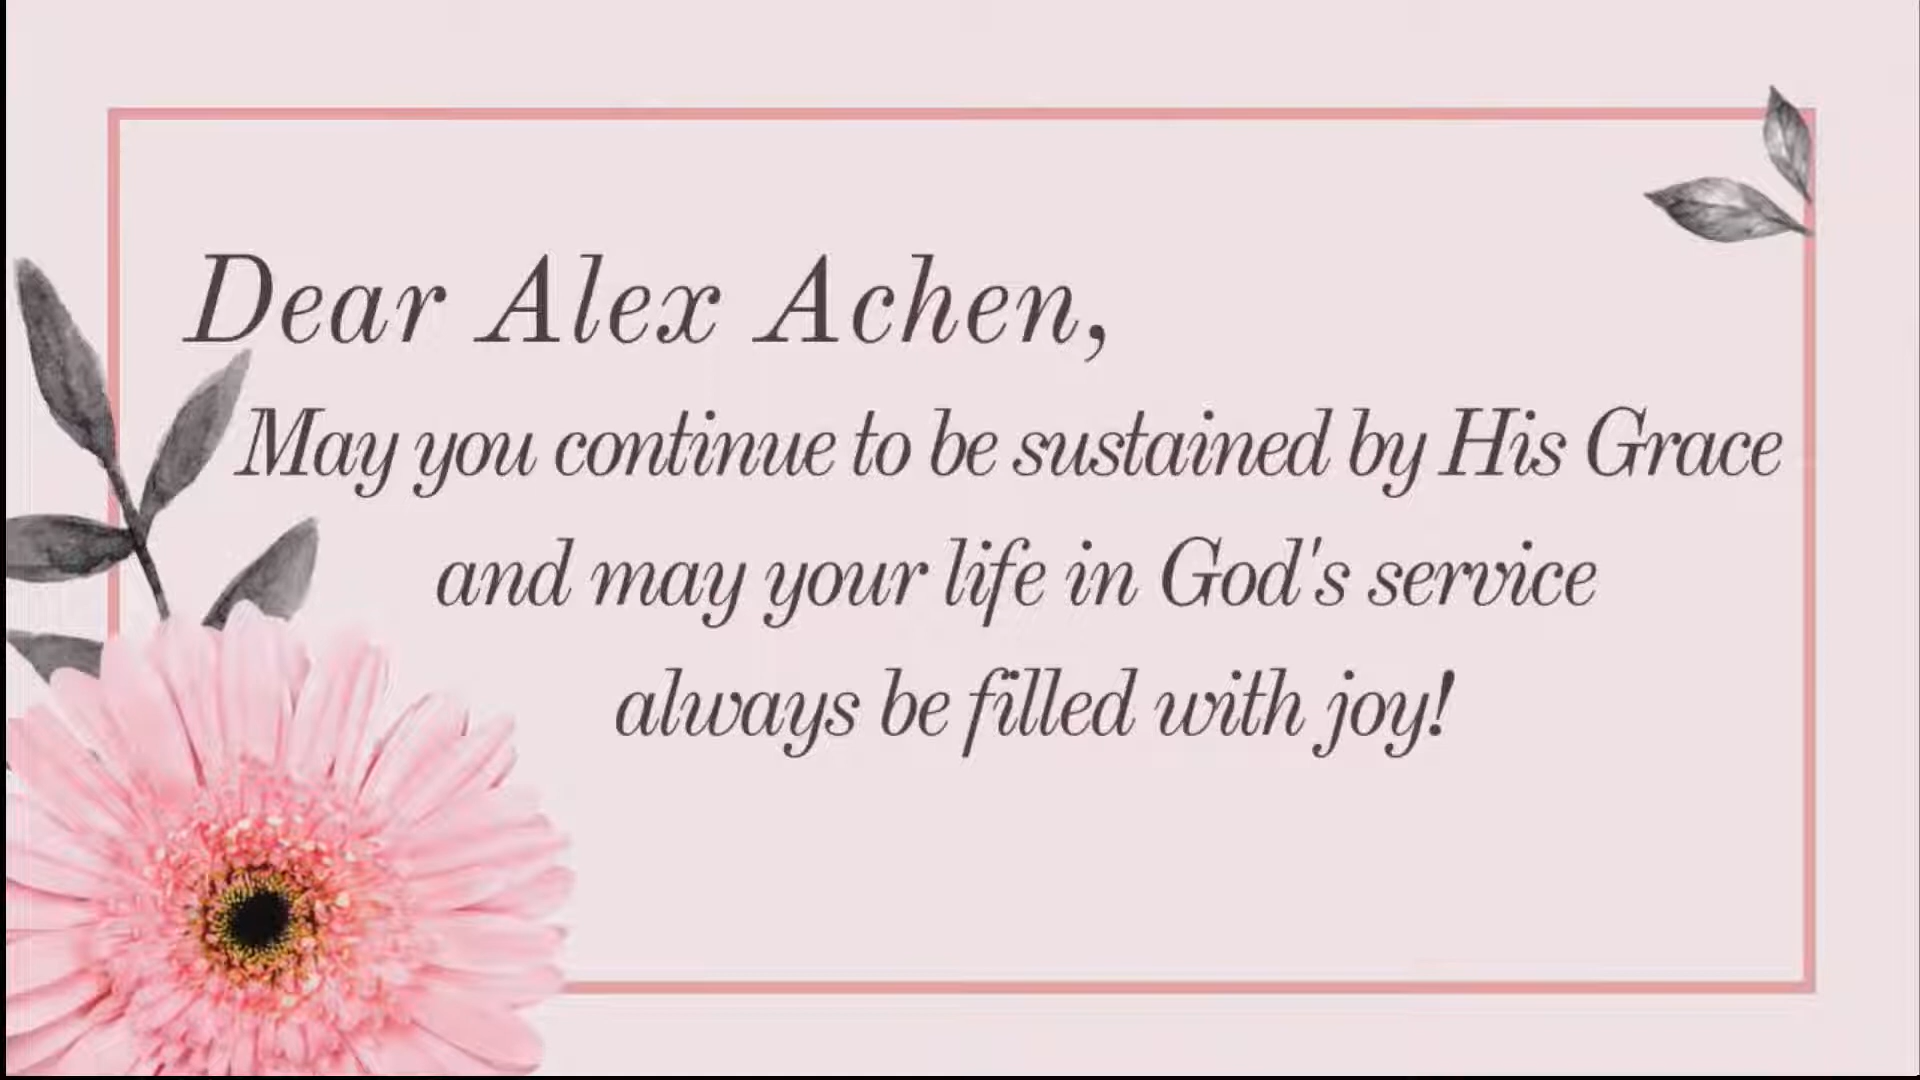 Dear Alex Achen,
May you continue to be sustained by His Grace
and may your life in God's service
always be filled with joy!